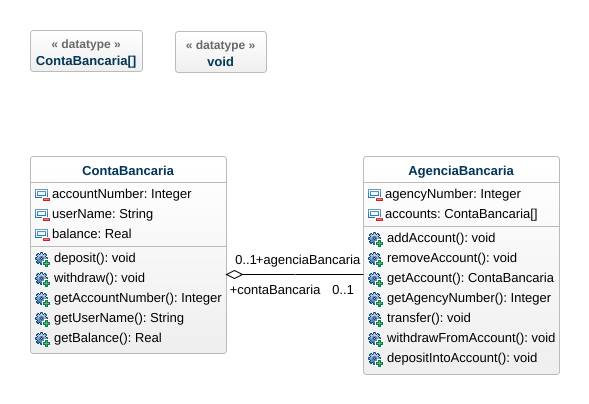 « datatype »
ContaBancaria[]
« datatype »
void
ContaBancaria
accountNumber: Integer
userName: String
balance: Real
deposit(): void
withdraw(): void
getAccountNumber(): Integer
getUserName(): String
getBalance(): Real
0..1+agenciaBancaria
+contaBancaria 0..1
AgenciaBancaria
agencyNumber: Integer
accounts: ContaBancaria[]
addAccount(): void
removeAccount(): void
getAccount(): ContaBancaria
getAgencyNumber(): Integer
transfer(): void
withdrawFromAccount(): void
depositIntoAccount(): void